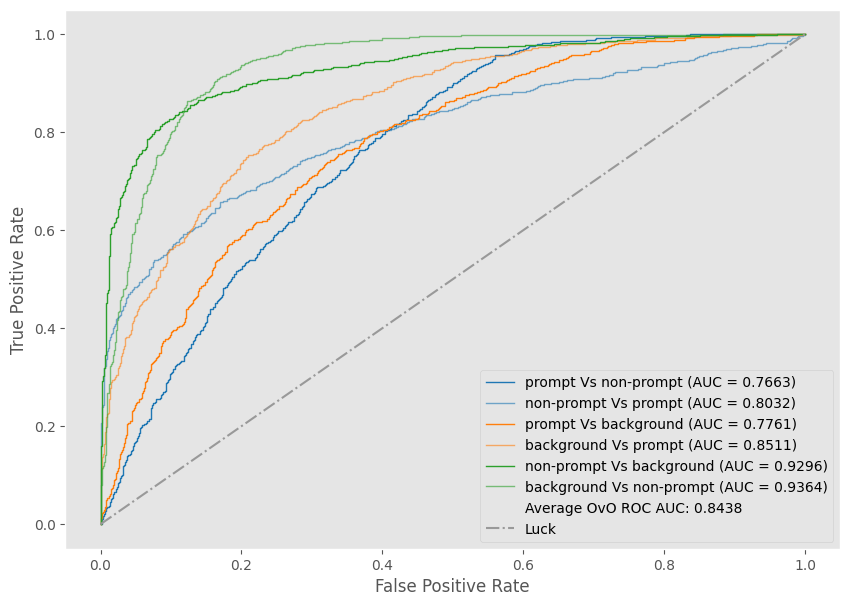 True Positive Rate
1.0
0.8
0.6
0.4
0.2
0.0
prompt Vs non-prompt (AUC = 0.7663)
non-prompt Vs prompt (AUC = 0.8032)
prompt Vs background (AUC = 0.7761)
background Vs prompt (AUC = 0.8511)
non-prompt Vs background (AUC = 0.9296)
background Vs non-prompt (AUC = 0.9364)
Average OvO ROC AUC: 0.8438
Luck
0.0 0.2 0.4 0.6 0.8 1.0
False Positive Rate